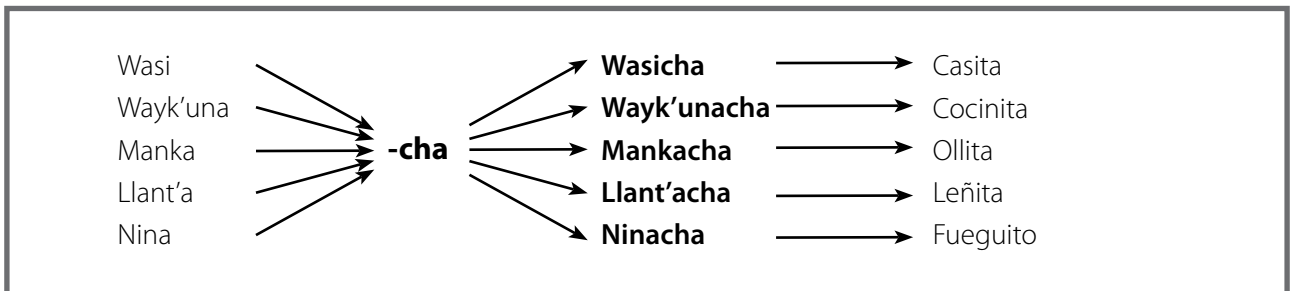 Wasi Wasicha Casita
Wayk'una Wayk'unacha Cocinita
Manka -cha Mankacha Ollita
Llant'a Llant'acha Leñita
Nina Ninacha Fueguito